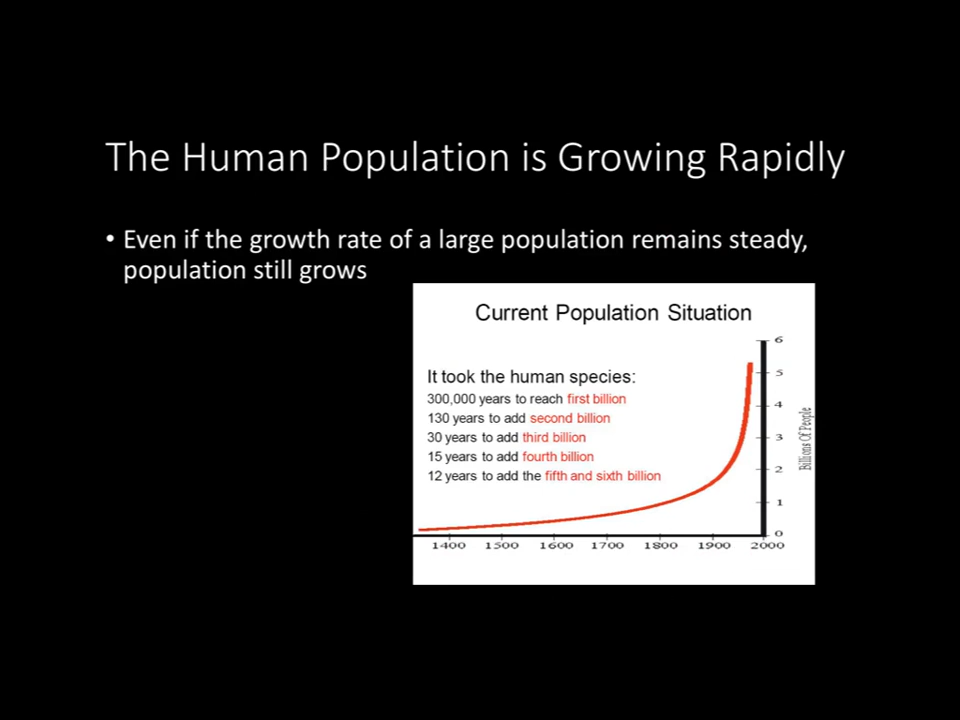 The Human Population is Growing Rapidly
• Even if the growth rate of a large population remains steady,
population still grows
Current Population Situation
It took the human species:
300,000 years to reach first billion
130 years to add second billion
30 years to add third billion
15 years to add fourth billion
12 years to add the fifth and sixth billion
6
5
4
3
2
1
0
Billions Of People
1400 1500 1600 1700 1800 1900 2000